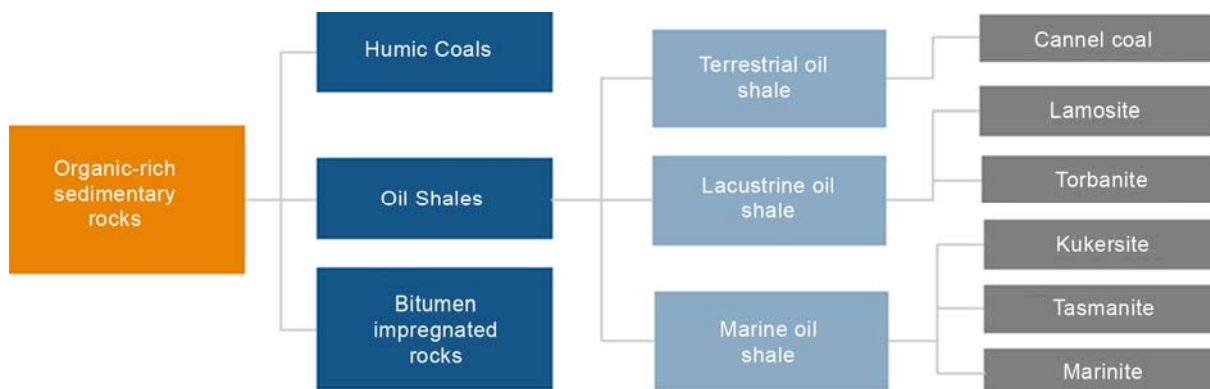 Organic-rich
sedimentary
rocks
Humic Coals
Oil Shales
Bitumen
impregnated
rocks
Terrestrial oil
shale
Lacustrine oil
shale
Marine oil
shale
Cannel coal
Lamosite
Torbanite
Kukersite
Tasmanite
Marinite